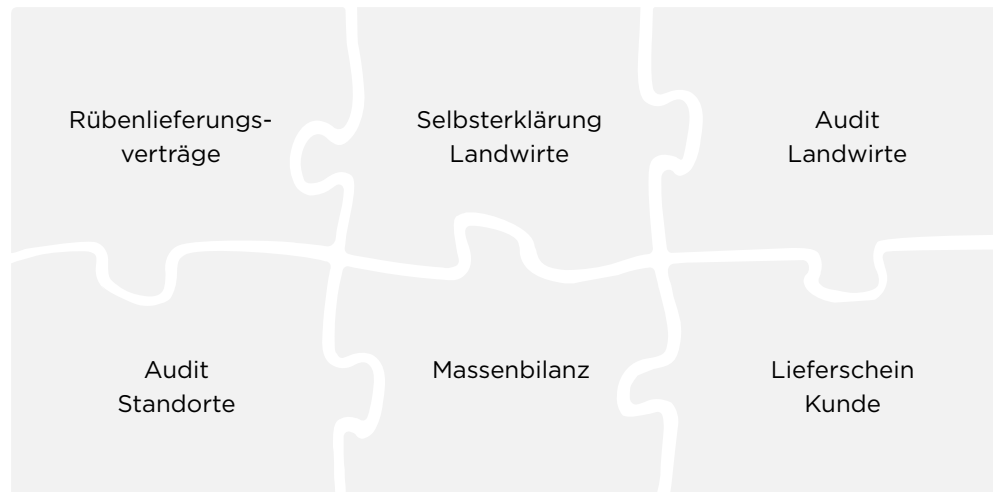 Rübenlieferungs-
verträge
Selbsterklärung
Landwirte
Audit
Landwirte
Audit
Standorte
Massenbilanz
Lieferschein
Kunde